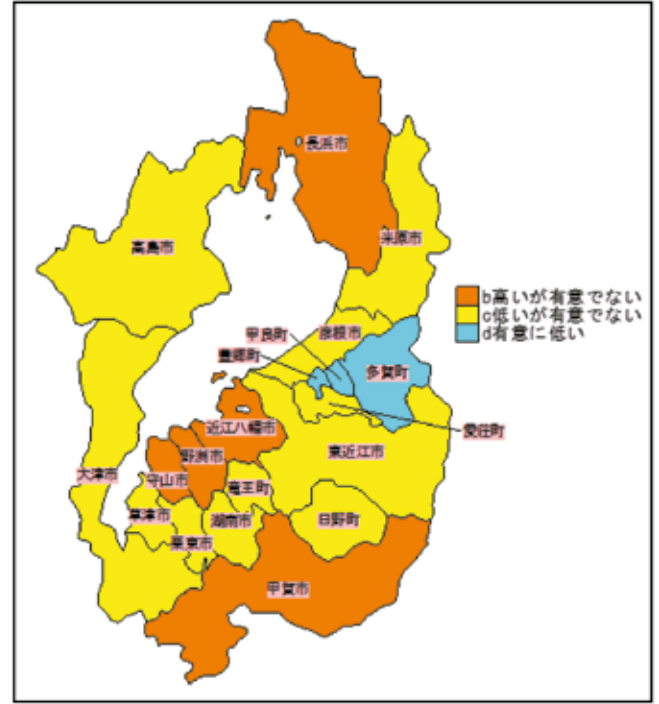 長浜市
米原市
高島市
b高いが有意でない
c低いが有意でない
d有意に低い
甲良町
彦根市
豊郷町
多賀町
近江八幡市
愛荘町
野洲市
東近江市
守山市
大津市
竜王町
草津市
湖南市
日野町
栗東市
甲賀市